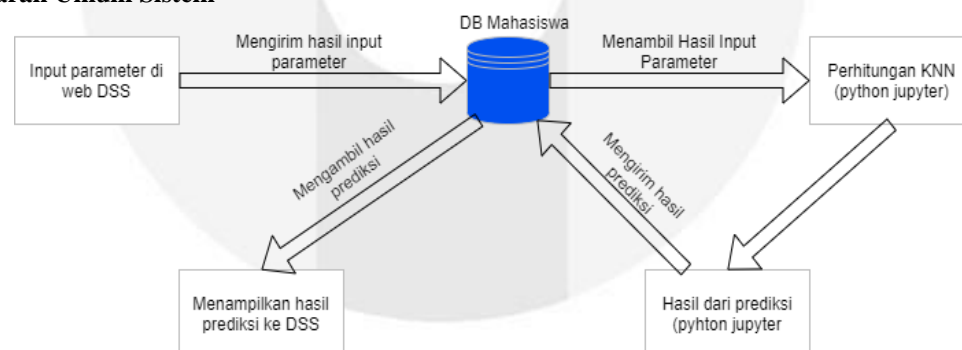 DB Mahasiswa
Input parameter di
web DSS
Mengirim hasil input
parameter
Menambil Hasil Input
Parameter
Perhitungan KNN
(python jupyter)
Mengambil hasil
prediksi
Mengirim hasil
prediksi
Menampilkan hasil
prediksi ke DSS
Hasil dari prediksi
(pyhton jupyter